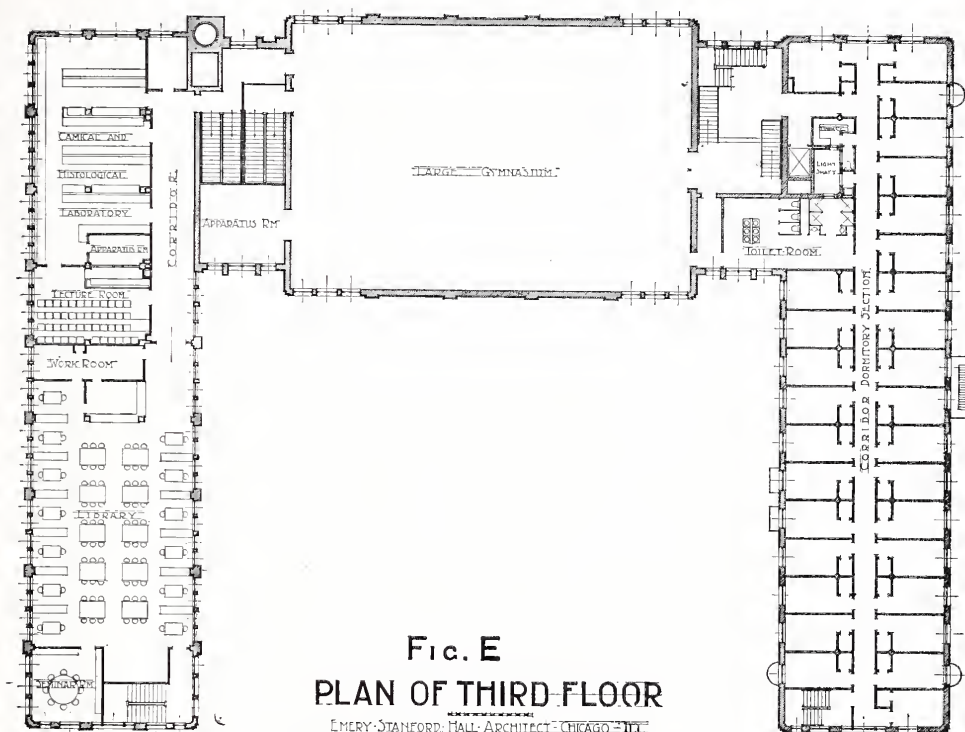 CAMICAL AND
HISTOLOGICAL
LABORATORY
APPARATUS RM
LECTURE ROOM
WORK ROOM
LIBRARY
SEMINAR RM.
CORRIDOR
APPARATUS RM
LARGE GYMNASIUM
LIGHT
SHAFT
TOILET ROOM
CORRIDOR DORMITORY SECTION
FIG. E
PLAN OF THIRD FLOOR
EMERY·STANFORD·HALL·ARCHITECT·CHICAGO·ILL